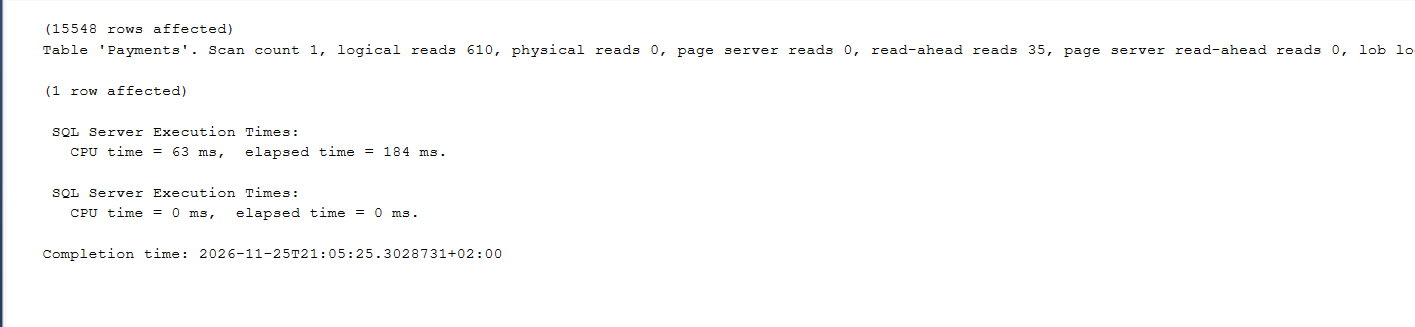 (15548 rows affected)
Table 'Payments'. Scan count 1, logical reads 610, physical reads 0, page server reads 0, read-ahead reads 35, page server read-ahead reads 0, lob lo
(1 row affected)
SQL Server Execution Times:
CPU time = 63 ms,  elapsed time = 184 ms.
SQL Server Execution Times:
CPU time = 0 ms,  elapsed time = 0 ms.
Completion time: 2026-11-25T21:05:25.3028731+02:00